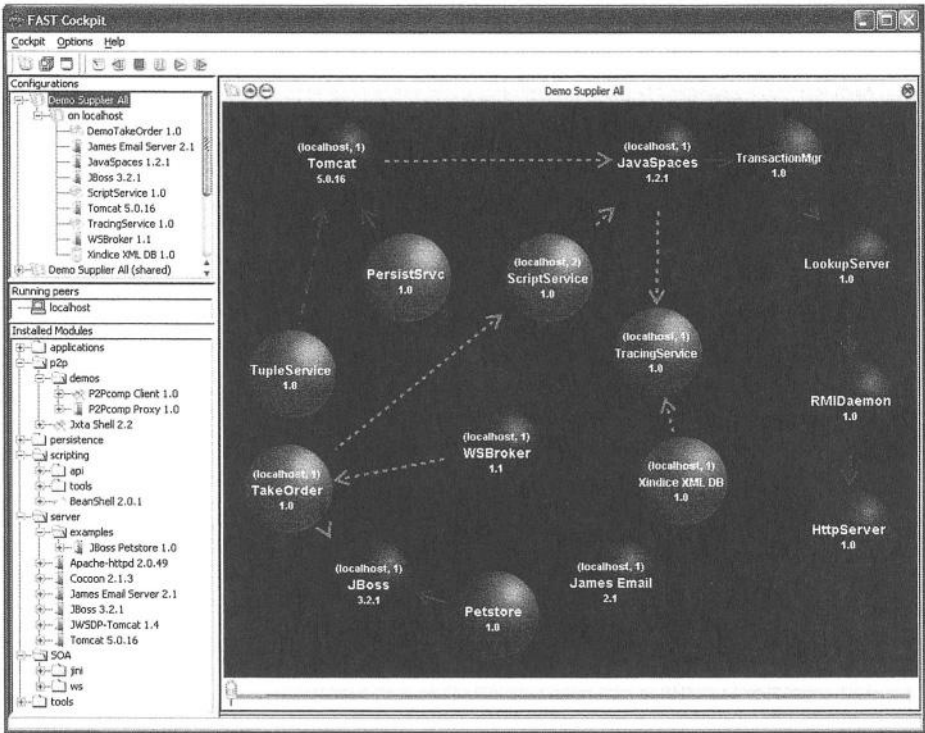 FAST Cockpit
Cockpit Options Help
Configurations
Demo Supplier All
on localhost
DemoTakeOrder 1.0
James Email Server 2.1
JavaSpaces 1.2.1
JBoss 3.2.1
ScriptService 1.0
Tomcat 5.0.16
TracingService 1.0
WSBroker 1.1
Xindice XML DB 1.0
Demo Supplier All (shared)
Running peers
localhost
Installed Modules
applications
p2p
demos
P2Pcomp Client 1.0
P2Pcomp Proxy 1.0
Jxta Shell 2.2
persistence
scripting
api
tools
BeanShell 2.0.1
server
examples
JBoss Petstore 1.0
Apache-httpd 2.0.49
Cocoon 2.1.3
James Email Server 2.1
JBoss 3.2.1
JWSDP-Tomcat 1.4
Tomcat 5.0.16
SOA
jini
ws
tools
Demo Supplier All
(localhost, 1)
Tomcat
5.0.16
(localhost, 1)
JavaSpaces
1.2.1
TransactionMgr
1.0
PersistSrvc
1.0
(localhost, 2)
ScriptService
1.0
LookupServer
1.0
TupleService
1.0
(localhost, 1)
TracingService
1.0
RMIDaemon
1.0
(localhost, 1)
WSBroker
1.1
(localhost, 1)
TakeOrder
1.0
(localhost, 1)
Xindice XML DB
1.0
HttpServer
1.0
(localhost, 1)
JBoss
3.2.1
Petstore
1.0
(localhost, 1)
James Email
2.1